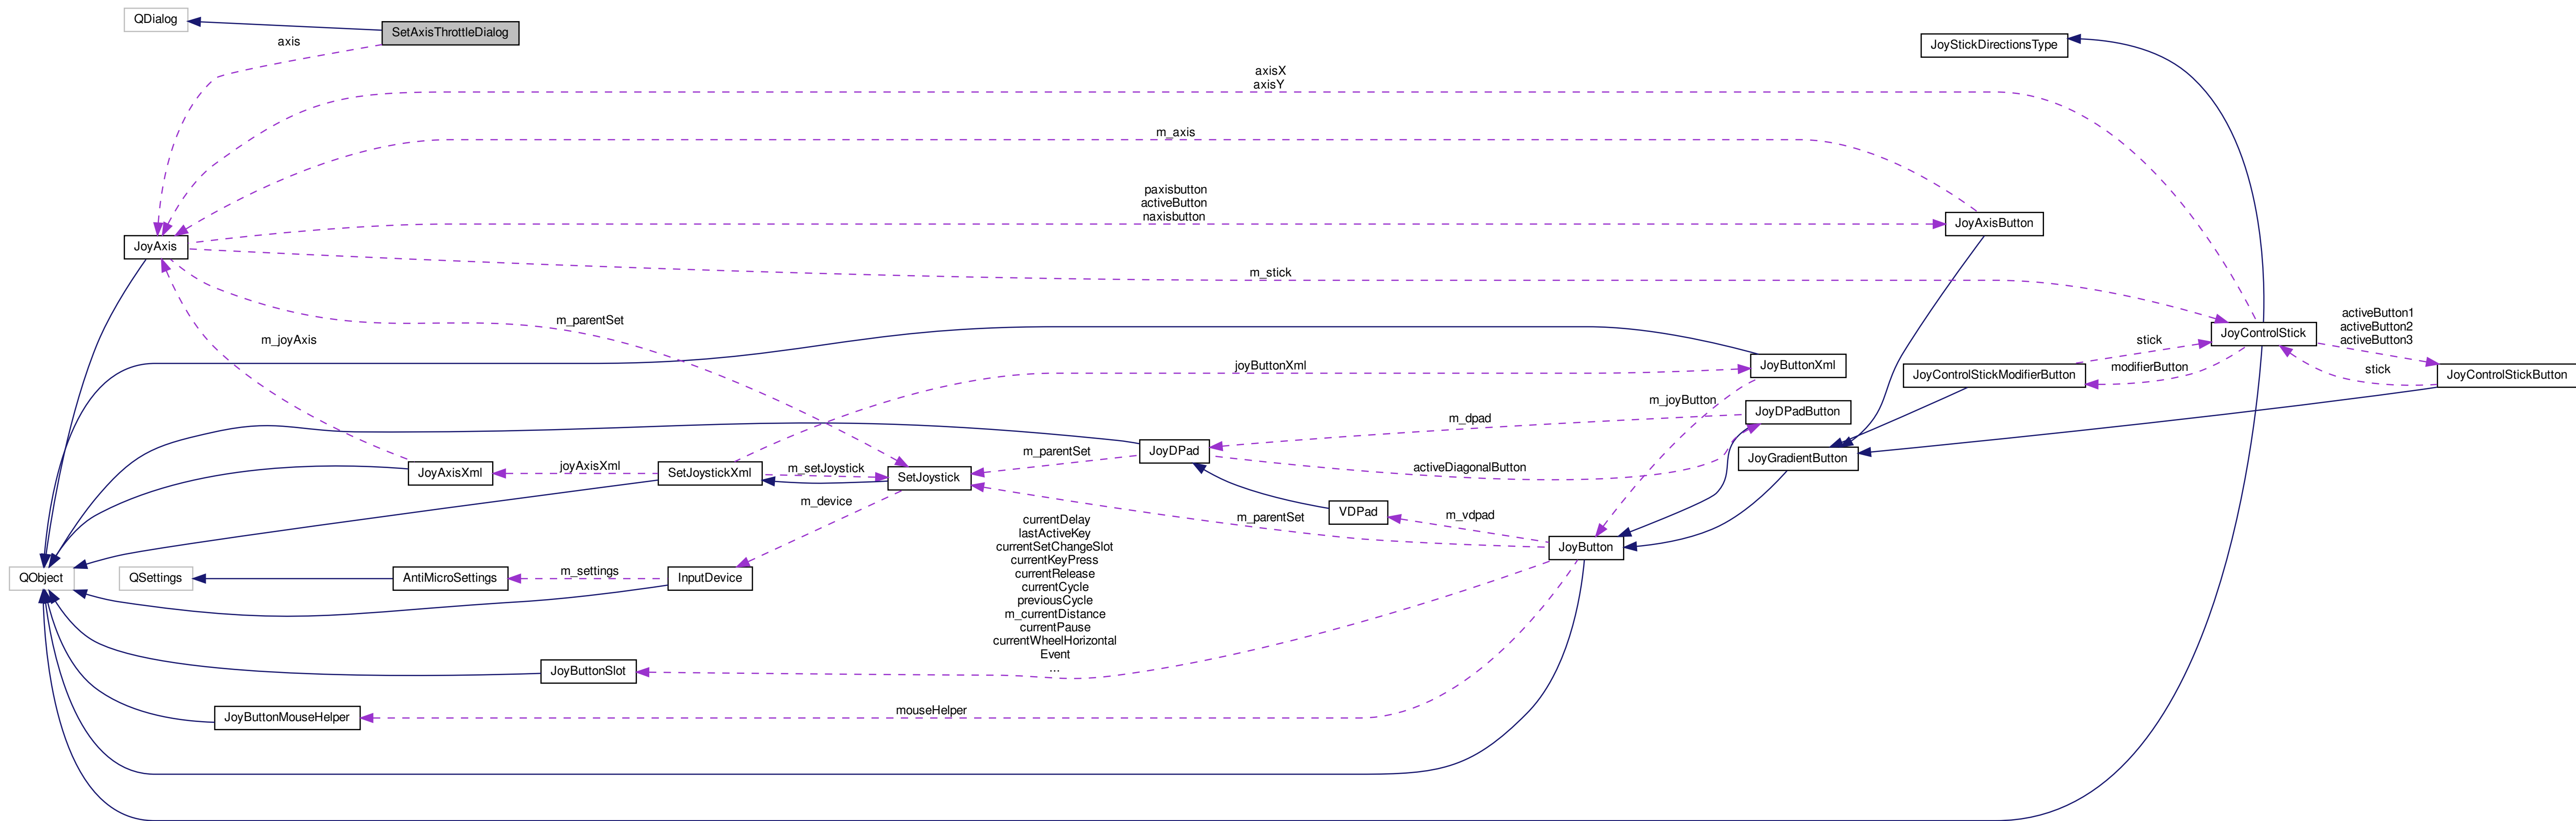 QDialog
SetAxisThrottleDialog
axis
JoyStickDirectionsType
axisX
axisY
m_axis
paxisbutton
activeButton
naxisbutton
JoyAxisButton
JoyAxis
m_stick
m_parentSet
m_joyAxis
JoyControlStick
activeButton1
activeButton2
activeButton3
stick
modifierButton
stick
JoyButtonXml
joyButtonXml
JoyControlStickModifierButton
JoyControlStickButton
m_joyButton
JoyDPadButton
m_dpad
JoyDPad
m_parentSet
JoyGradientButton
activeDiagonalButton
JoyAxisXml
joyAxisXml
SetJoystickXml
m_setJoystick
SetJoystick
m_device
VDPad
m_vdpad
m_parentSet
JoyButton
currentDelay
lastActiveKey
currentSetChangeSlot
currentKeyPress
currentRelease
currentCycle
previousCycle
m_currentDistance
currentPause
currentWheelHorizontal
Event
...
QObject
QSettings
AntiMicroSettings
m_settings
InputDevice
JoyButtonSlot
JoyButtonMouseHelper
mouseHelper